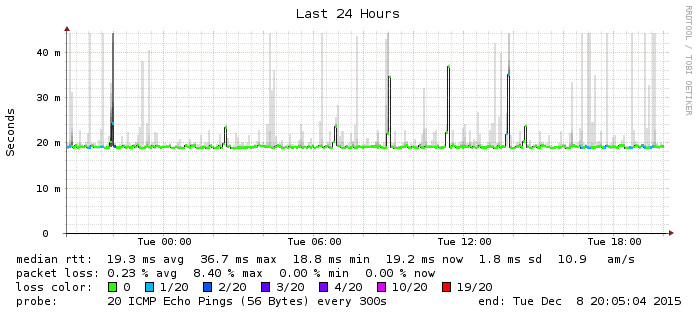 Last 24 Hours
RRDTOOL / TOBI OETIKER
Seconds
40 m
30 m
20 m
10 m
0
Tue 00:00 Tue 06:00 Tue 12:00 Tue 18:00
median rtt: 19.3 ms avg 36.7 ms max 18.8 ms min 19.2 ms now 1.8 ms sd 10.9 am/s
packet loss: 0.23 % avg 8.40 % max 0.00 % min 0.00 % now
loss color: 0 1/20 2/20 3/20 4/20 10/20 19/20
probe: 20 ICMP Echo Pings (56 Bytes) every 300s end: Tue Dec 8 20:05:04 2015